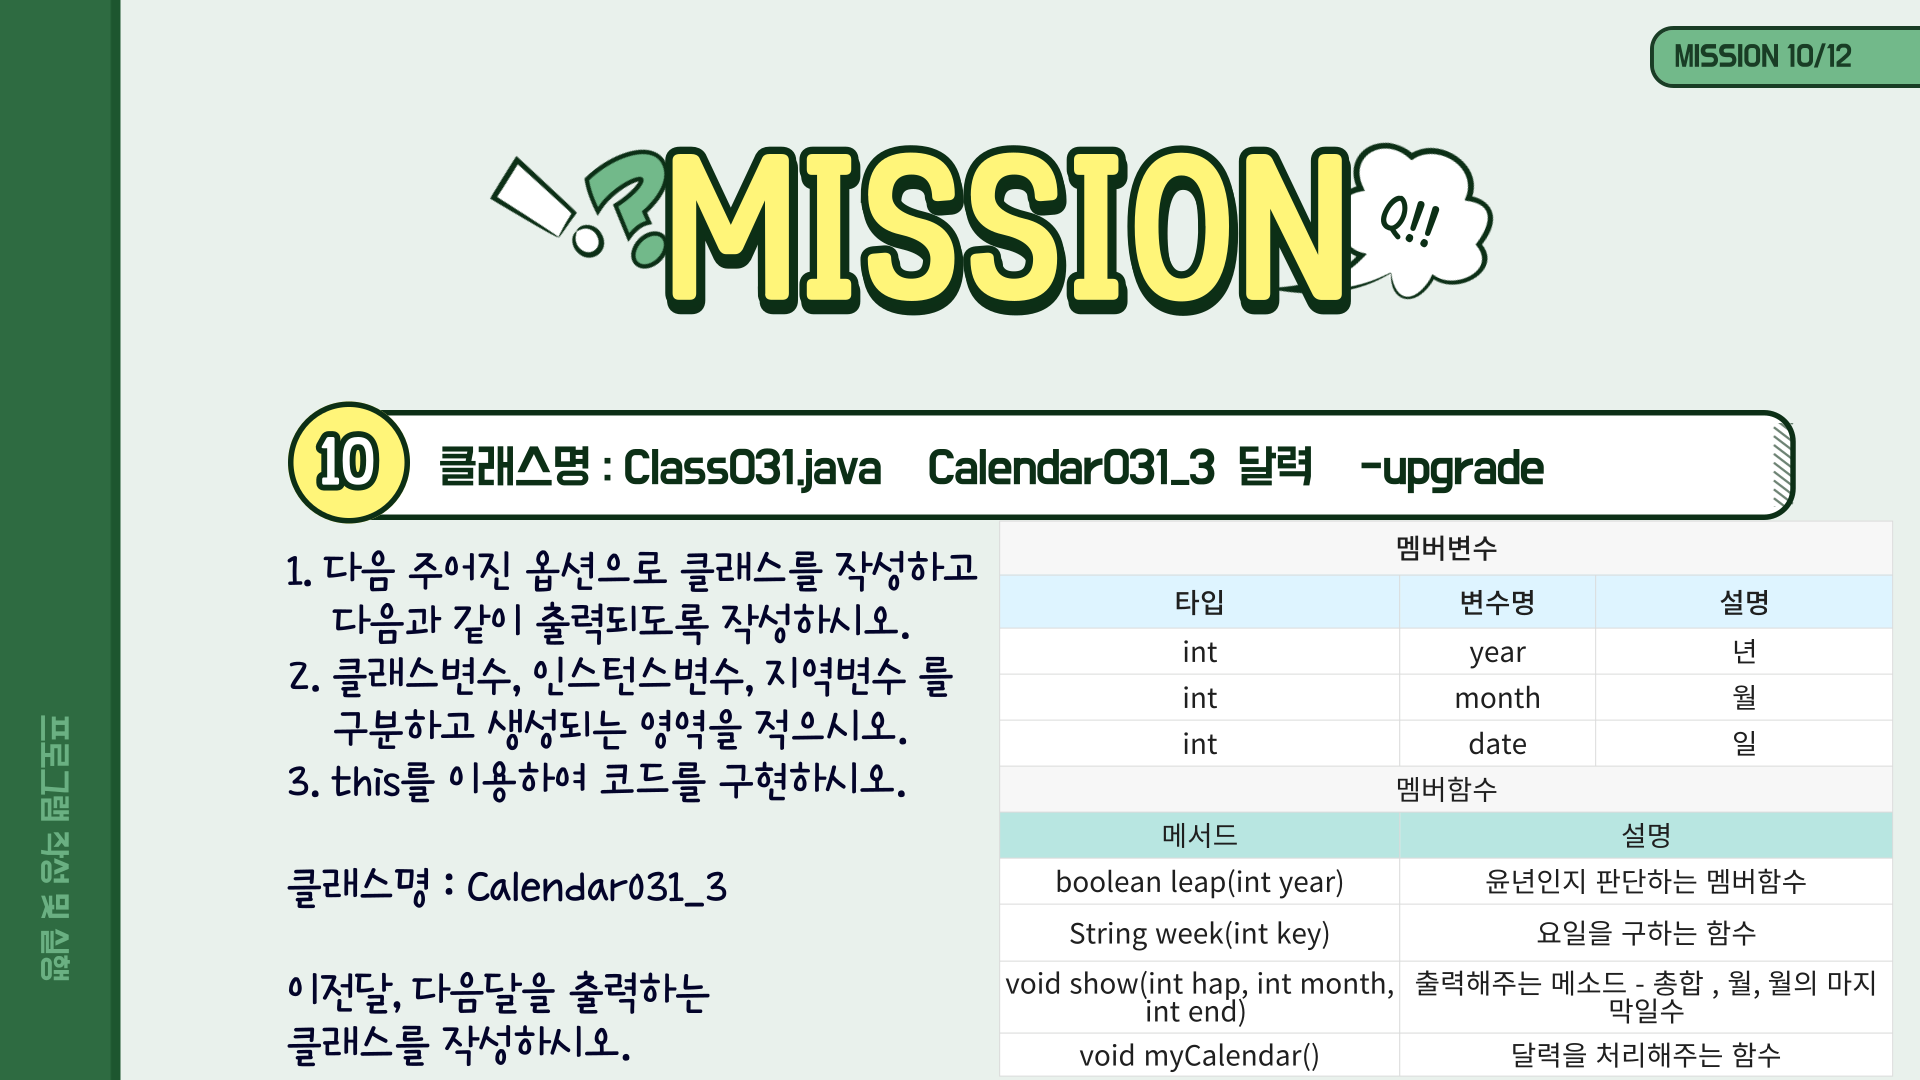 MISSION 10/12
MISSION
Q!!
10
클래스명 : Class031.java Calendar031_3 달력 -upgrade
1. 다음 주어진 옵션으로 클래스를 작성하고
다음과 같이 출력되도록 작성하시오.
2. 클래스변수, 인스턴스변수, 지역변수 를
구분하고 생성되는 영역을 적으시오.
3. this를 이용하여 코드를 구현하시오.
클래스명 : Calendar031_3
이전달, 다음달을 출력하는
클래스를 작성하시오.
멤버변수
타입 변수명 설명
int year 년
int month 월
int date 일
멤버함수
메서드 설명
boolean leap(int year) 윤년인지 판단하는 멤버함수
String week(int key) 요일을 구하는 함수
void show(int hap, int month, 출력해주는 메소드 - 총합 , 월, 월의 마지
int end) 막일수
void myCalendar() 달력을 처리해주는 함수
프로그램 작성 및 실행